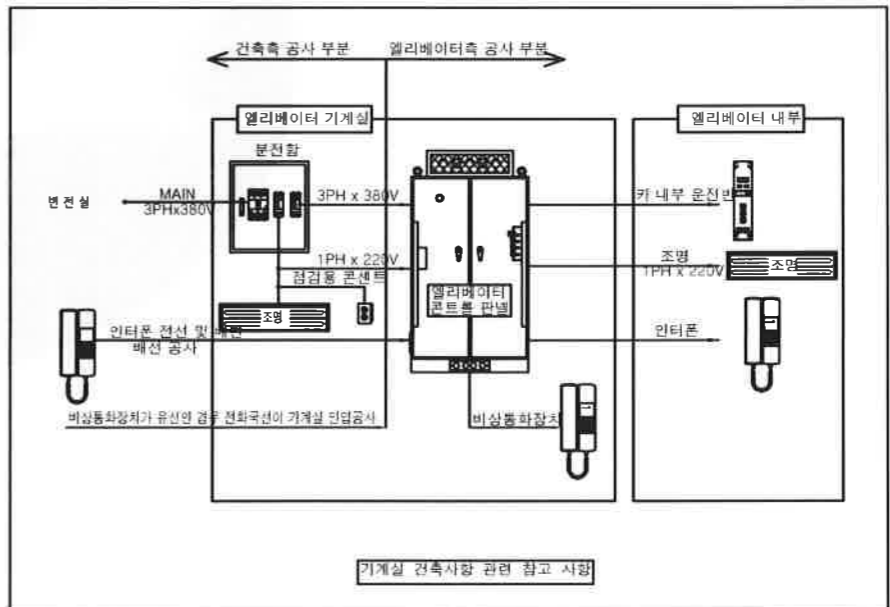 건축측 공사 부분
엘리베이터측 공사 부분
엘리베이터 기계실
엘리베이터 내부
분전함
변전실
MAIN
3PHx380V
3PH x 380V
카 내부 운전반
1PH x 220V
점검용 콘센트
조명
1PH x 220V
조명
엘리베이터
콘트롤 판넬
조명
인터폰 전선 및 배관
배선 공사
인터폰
비상통화장치가 유선인 경우 전화국선이 기계실 인입공사
비상통화장치
기계실 건축사항 관련 참고 사항